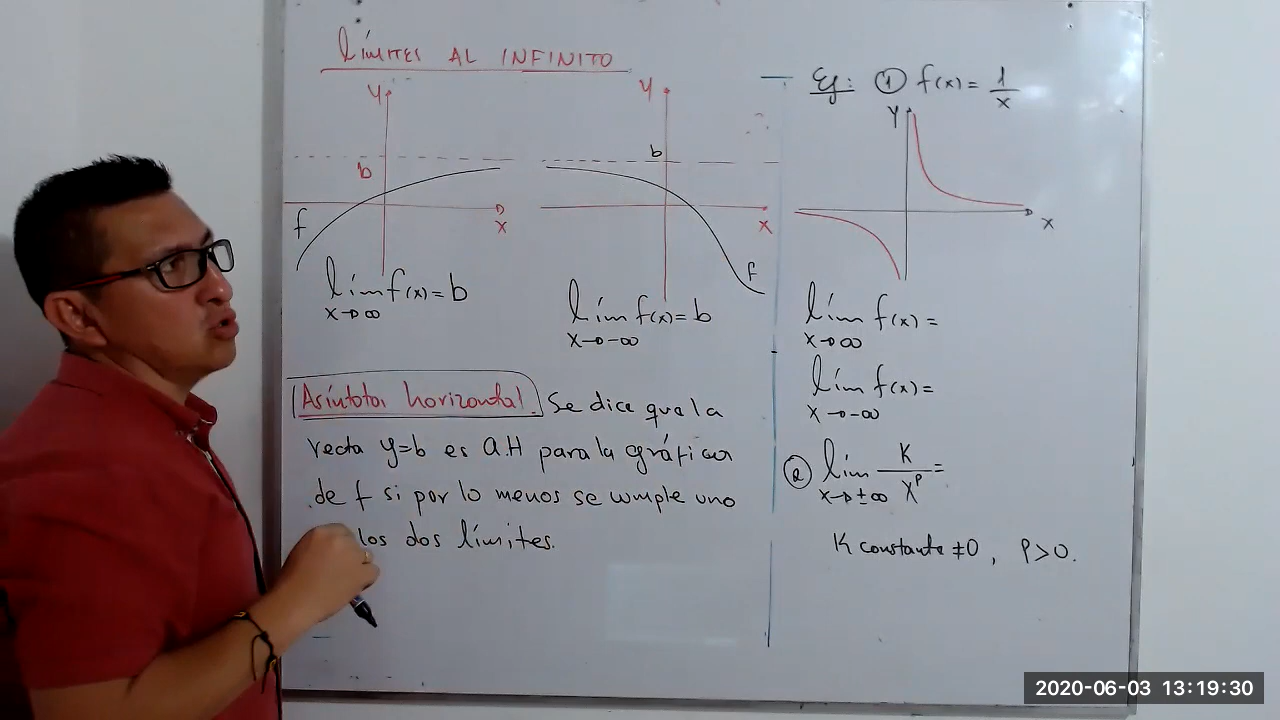 LÍMITES AL INFINITO
y
b
x
f
lím f(x) = b
x→∞
y
b
x
f
lím f(x) = b
x→-∞
Asíntota horizontal. Se dice que la
recta y=b es A.H para la gráfica
de f si por lo menos se cumple uno
los dos límites.
Ej: ① f(x) = 1/x
y
x
lím f(x) =
x→∞
lím f(x) =
x→-∞
② lím K/x^p =
x→±∞
K constante ≠0, p>0.
2020-06-03 13:19:30